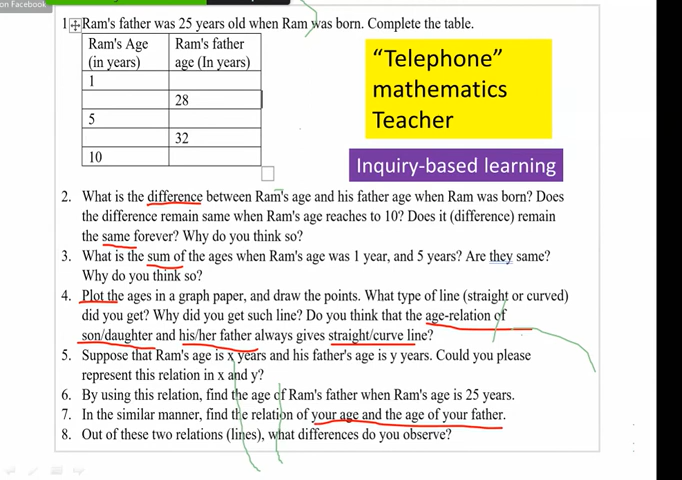 on Facebook
1. Ram's father was 25 years old when Ram was born. Complete the table.
Ram's Age Ram's father
(in years) age (In years)
1
28
5
32
10
“Telephone”
mathematics
Teacher
Inquiry-based learning
2. What is the difference between Ram's age and his father age when Ram was born? Does
the difference remain same when Ram's age reaches to 10? Does it (difference) remain
the same forever? Why do you think so?
3. What is the sum of the ages when Ram's age was 1 year, and 5 years? Are they same?
Why do you think so?
4. Plot the ages in a graph paper, and draw the points. What type of line (straight or curved)
did you get? Why did you get such line? Do you think that the age-relation of
son/daughter and his/her father always gives straight/curve line?
5. Suppose that Ram's age is x years and his father's age is y years. Could you please
represent this relation in x and y?
6. By using this relation, find the age of Ram's father when Ram's age is 25 years.
7. In the similar manner, find the relation of your age and the age of your father.
8. Out of these two relations (lines), what differences do you observe?